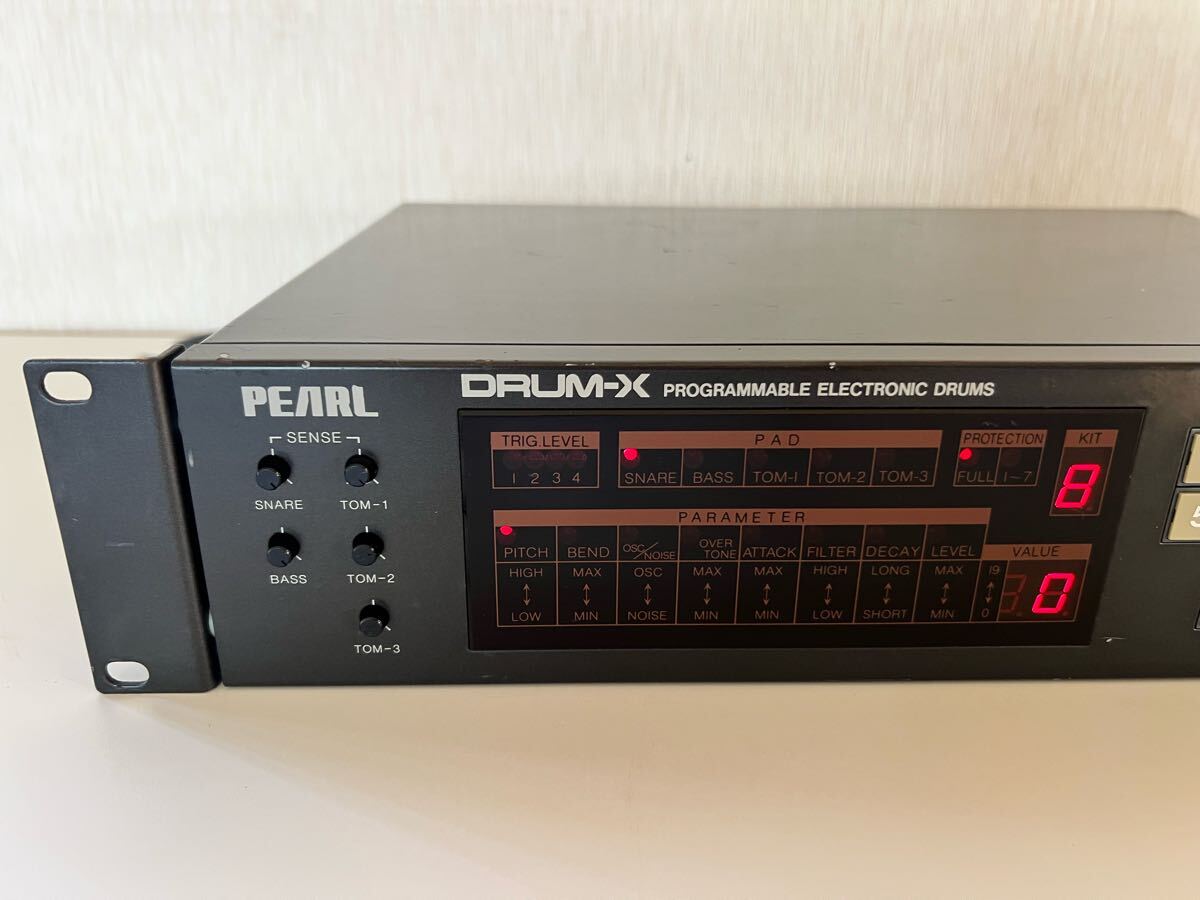 PEARL
DRUM-X PROGRAMMABLE ELECTRONIC DRUMS
SENSE
SNARE TOM-1
BASS TOM-2
TOM-3
TRIG.LEVEL
1 2 3 4
PAD
SNARE BASS TOM-1 TOM-2 TOM-3
PROTECTION
FULL 1~7
KIT
8
PARAMETER
PITCH BEND OSC/NOISE OVER TONE ATTACK FILTER DECAY LEVEL
HIGH MAX OSC MAX MAX HIGH LONG MAX 19
LOW MIN NOISE MIN MIN LOW SHORT MIN 0
VALUE
0
5